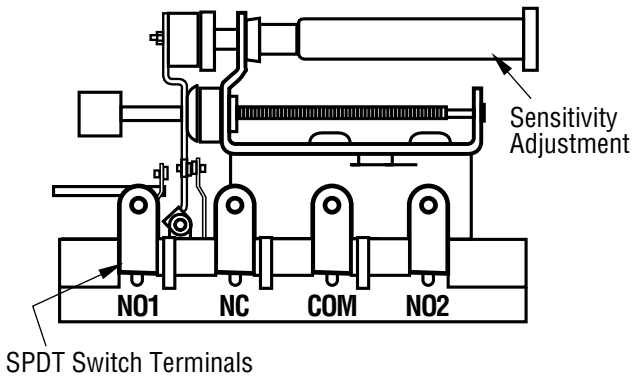 Sensitivity
Adjustment
NO1 NC COM NO2
SPDT Switch Terminals